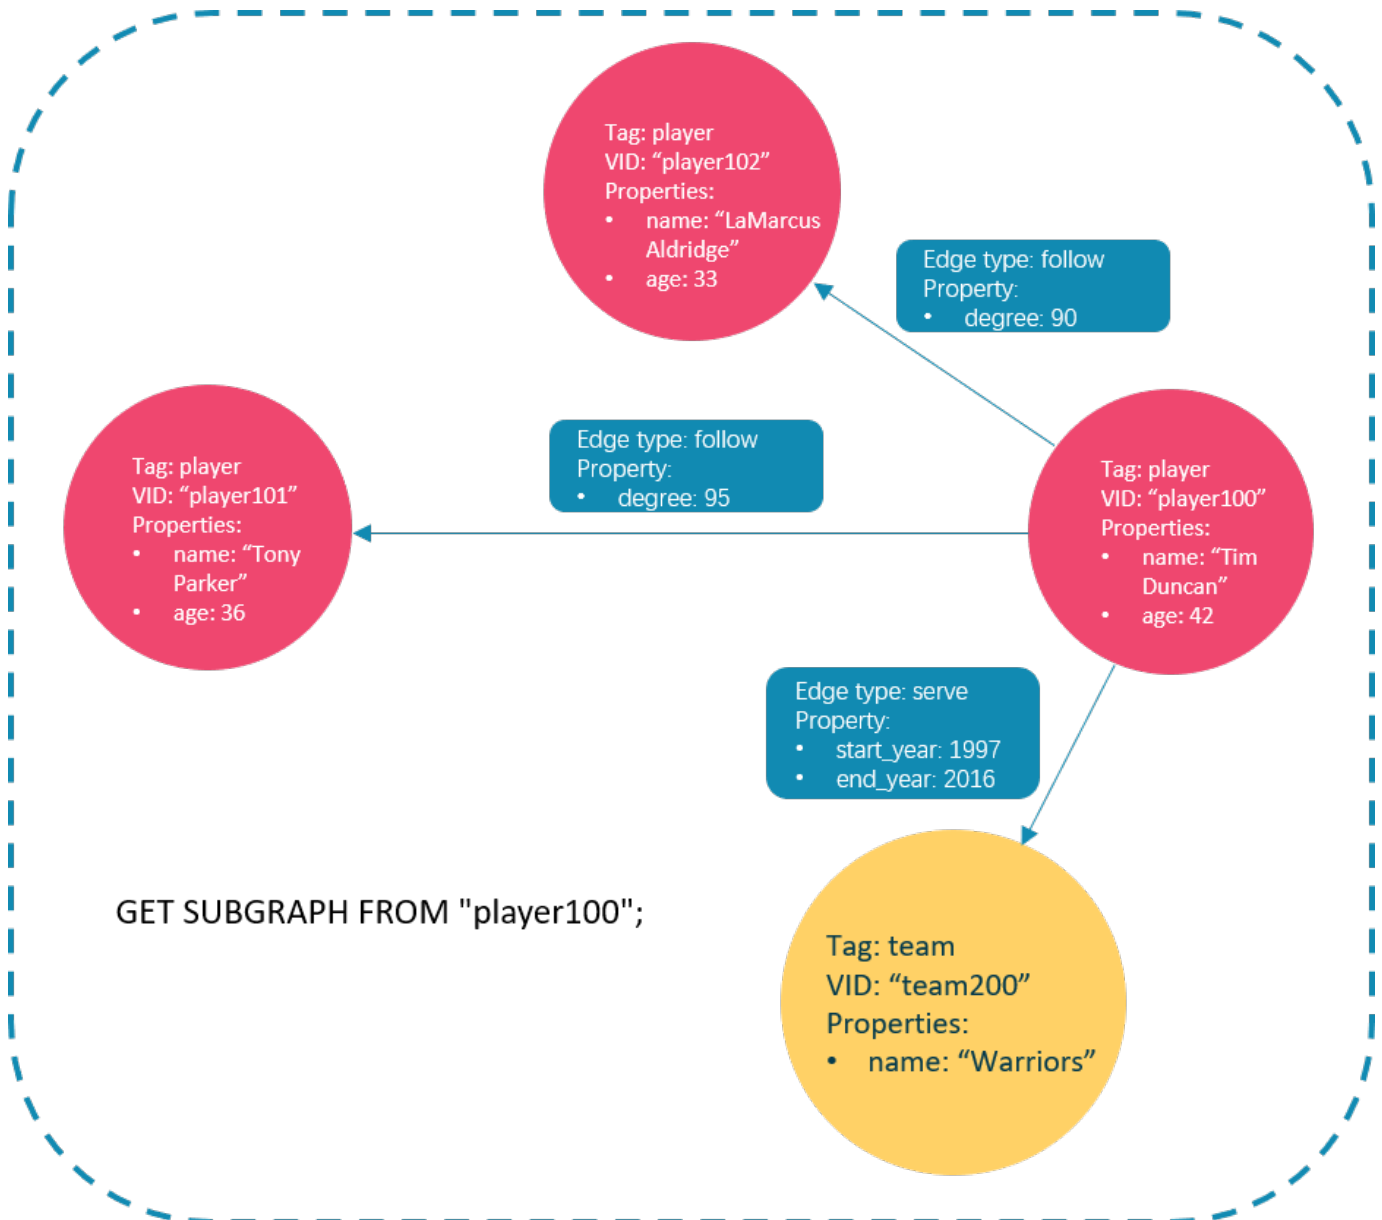 Tag: player
VID: “player102”
Properties:
• name: “LaMarcus
Aldridge”
• age: 33
Edge type: follow
Property:
• degree: 90
Edge type: follow
Property:
• degree: 95
Tag: player
VID: “player101”
Properties:
• name: “Tony
Parker”
• age: 36
Tag: player
VID: “player100”
Properties:
• name: “Tim
Duncan”
• age: 42
Edge type: serve
Property:
• start_year: 1997
• end_year: 2016
GET SUBGRAPH FROM "player100";
Tag: team
VID: “team200”
Properties:
• name: “Warriors”